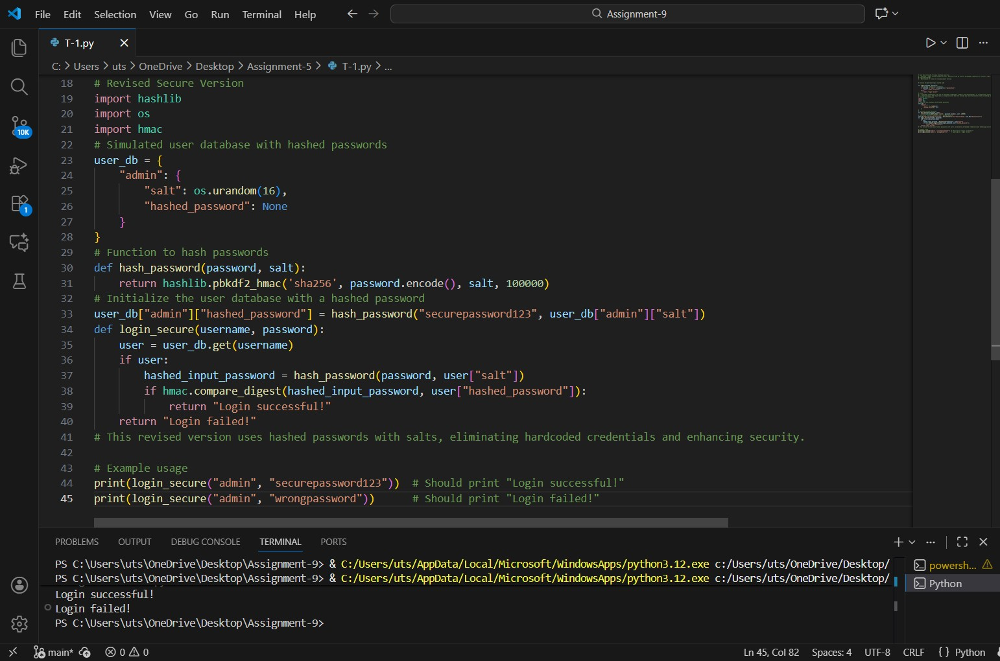 File Edit Selection View Go Run Terminal Help Assignment-9
T-1.py
C: > Users > uts > OneDrive > Desktop > Assignment-5 > T-1.py > ...
18 # Revised Secure Version
19 import hashlib
20 import os
21 import hmac
22 # Simulated user database with hashed passwords
23 user_db = {
24 "admin": {
25 "salt": os.urandom(16),
26 "hashed_password": None
27 }
28 }
29 # Function to hash passwords
30 def hash_password(password, salt):
31 return hashlib.pbkdf2_hmac('sha256', password.encode(), salt, 100000)
32 # Initialize the user database with a hashed password
33 user_db["admin"]["hashed_password"] = hash_password("securepassword123", user_db["admin"]["salt"])
34 def login_secure(username, password):
35 user = user_db.get(username)
36 if user:
37 hashed_input_password = hash_password(password, user["salt"])
38 if hmac.compare_digest(hashed_input_password, user["hashed_password"]):
39 return "Login successful!"
40 return "Login failed!"
41 # This revised version uses hashed passwords with salts, eliminating hardcoded credentials and enhancing security.
42
43 # Example usage
44 print(login_secure("admin", "securepassword123")) # Should print "Login successful!"
45 print(login_secure("admin", "wrongpassword")) # Should print "Login failed!"
10K
1
PROBLEMS OUTPUT DEBUG CONSOLE TERMINAL PORTS
PS C:\Users\uts\OneDrive\Desktop\Assignment-9> & C:/Users/uts/AppData/Local/Microsoft/WindowsApps/python3.12.exe c:/Users/uts/OneDrive/Desktop/
PS C:\Users\uts\OneDrive\Desktop\Assignment-9> & C:/Users/uts/AppData/Local/Microsoft/WindowsApps/python3.12.exe c:/Users/uts/OneDrive/Desktop/
Login successful!
Login failed!
PS C:\Users\uts\OneDrive\Desktop\Assignment-9>
powersh...
Python
main* 0 0 Ln 45, Col 82 Spaces: 4 UTF-8 CRLF {} Python